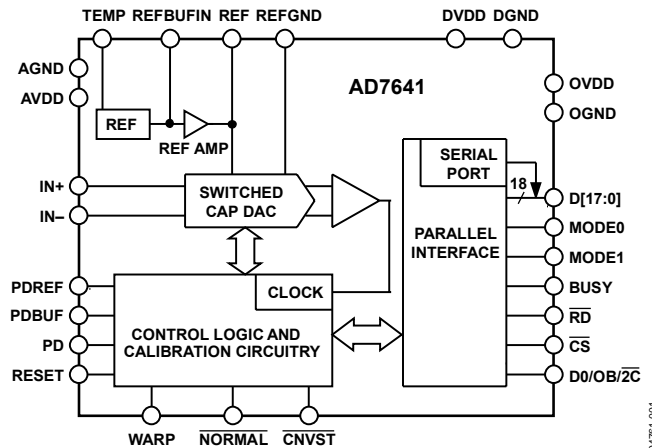 TEMP REFBUFIN REF REFGND DVDD DGND
AGND
AVDD
AD7641
OVDD
OGND
REF
REF AMP
SERIAL
PORT
18
IN+
IN–
SWITCHED
CAP DAC
D[17:0]
MODE0
MODE1
PARALLEL
INTERFACE
PDREF
PDBUF
PD
RESET
CLOCK
CONTROL LOGIC AND
CALIBRATION CIRCUITRY
BUSY
RD
CS
D0/OB/2C
WARP NORMAL CNVST